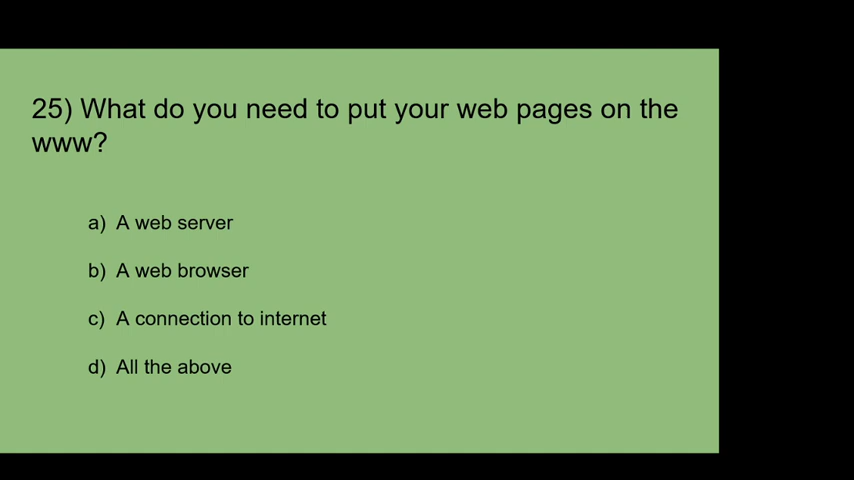 25) What do you need to put your web pages on the
www?
a) A web server
b) A web browser
c) A connection to internet
d) All the above